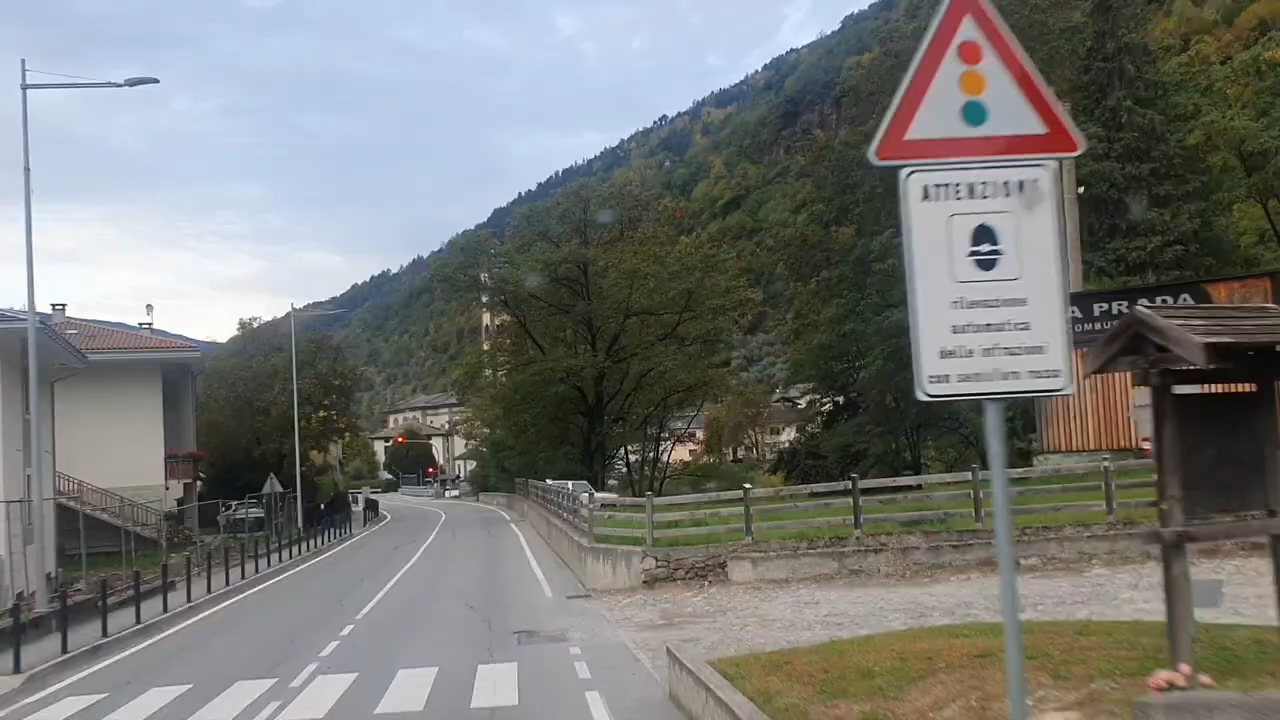 ATTENZIONE
rilevazione
automatica
delle infrazioni
con semaforo rosso
A PRADA
COMBUS